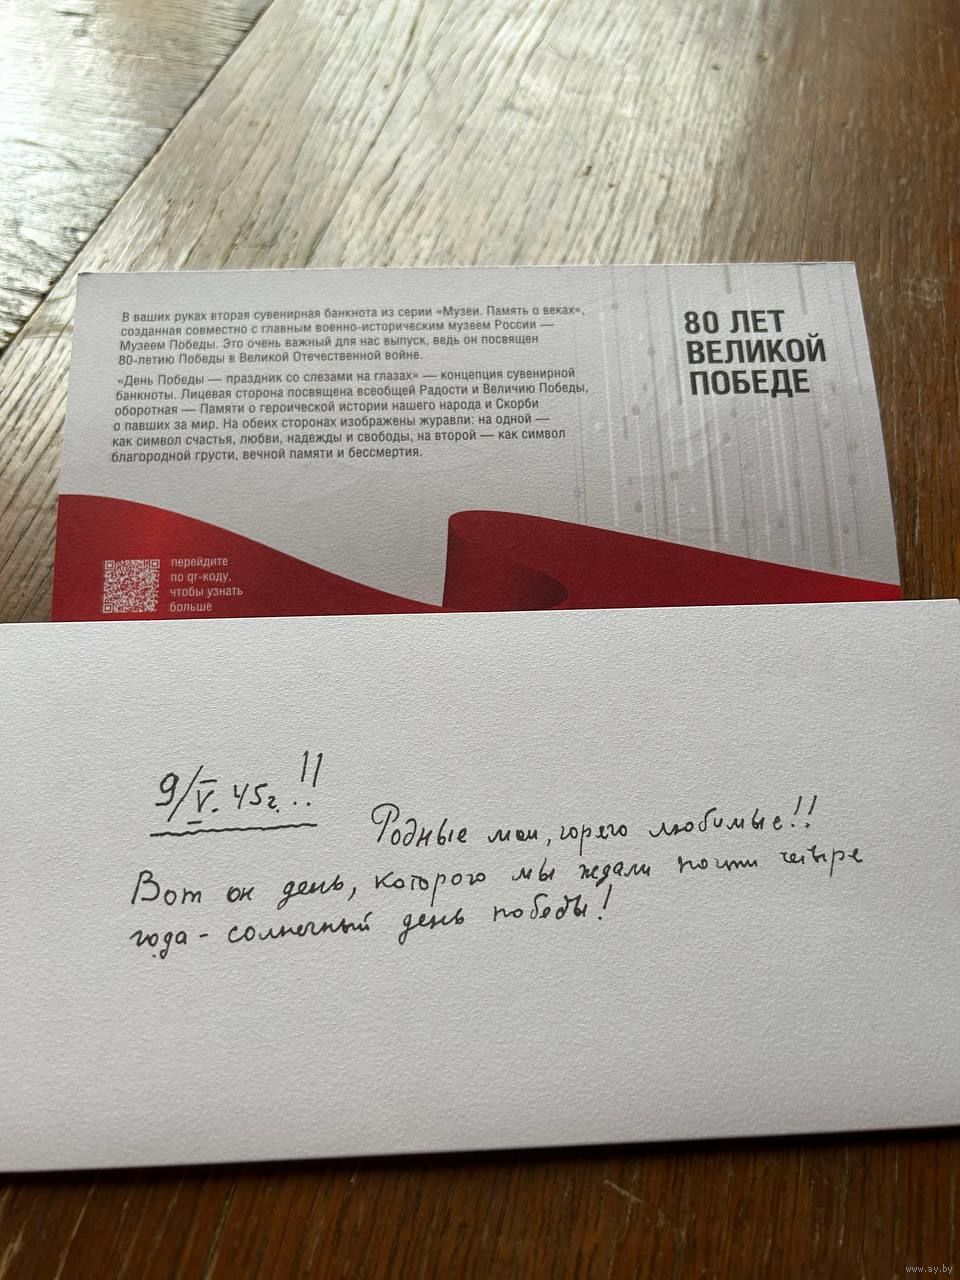 В ваших руках вторая сувенирная банкнота из серии «Музеи. Память о веках»,
созданная совместно с главным военно-историческим музеем России —
Музеем Победы. Это очень важный для нас выпуск, ведь он посвящен
80-летию Победы в Великой Отечественной войне.
«День Победы — праздник со слезами на глазах» — концепция сувенирной
банкноты. Лицевая сторона посвящена всеобщей Радости и Величию Победы,
оборотная — Памяти о героической истории нашего народа и Скорби
о павших за мир. На обеих сторонах изображены журавли: на одной —
как символ счастья, любви, надежды и свободы, на второй — как символ
благородной грусти, вечной памяти и бессмертия.
80 ЛЕТ
ВЕЛИКОЙ
ПОБЕДЕ
перейдите
по qr-коду,
чтобы узнать
больше
9/V. 45г..!!
Родные мои, горячо любимые!!
Вот он день, которого мы ждали почти четыре
года - солнечный день победы!
www.ay.by